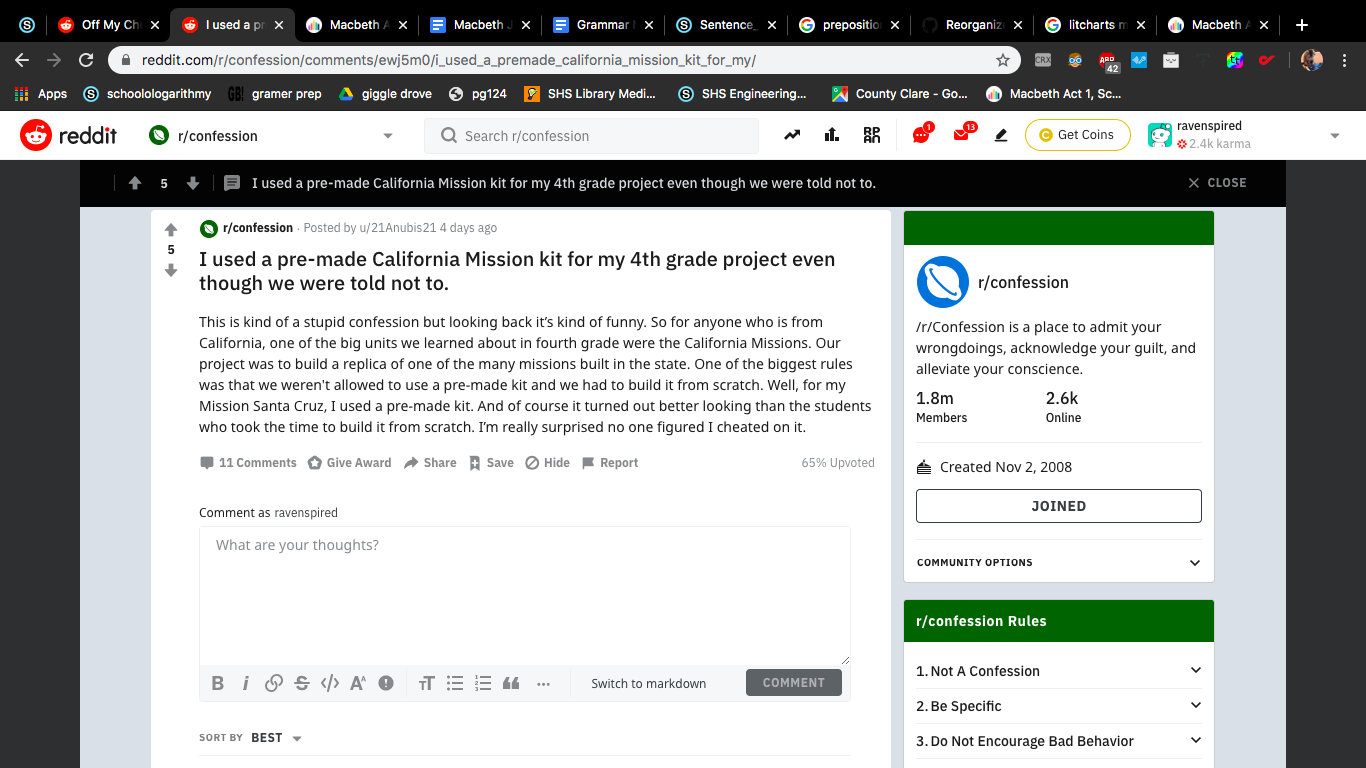 Off My Ch
I used a pr
Macbeth A
Macbeth J
Grammar
Sentence_
prepositio
Reorganiz
litcharts m
Macbeth A
reddit.com/r/confession/comments/ewj5m0/i_used_a_premade_california_mission_kit_for_my/
CRX
ABP
42
Apps
schoolologarithmy
GB!
gramer prep
giggle drove
pg124
SHS Library Medi...
SHS Engineering...
County Clare - Go...
Macbeth Act 1, Sc...
reddit
r/confession
Search r/confession
1
13
Get Coins
ravenspired
2.4k karma
5
I used a pre-made California Mission kit for my 4th grade project even though we were told not to.
CLOSE
5
r/confession · Posted by u/21Anubis21 4 days ago
I used a pre-made California Mission kit for my 4th grade project even
though we were told not to.
This is kind of a stupid confession but looking back it’s kind of funny. So for anyone who is from
California, one of the big units we learned about in fourth grade were the California Missions. Our
project was to build a replica of one of the many missions built in the state. One of the biggest rules
was that we weren't allowed to use a pre-made kit and we had to build it from scratch. Well, for my
Mission Santa Cruz, I used a pre-made kit. And of course it turned out better looking than the students
who took the time to build it from scratch. I’m really surprised no one figured I cheated on it.
11 Comments
Give Award
Share
Save
Hide
Report
65% Upvoted
Comment as ravenspired
What are your thoughts?
Switch to markdown
COMMENT
SORT BY BEST
r/confession
/r/Confession is a place to admit your
wrongdoings, acknowledge your guilt, and
alleviate your conscience.
1.8m
Members
2.6k
Online
Created Nov 2, 2008
JOINED
COMMUNITY OPTIONS
r/confession Rules
1. Not A Confession
2. Be Specific
3. Do Not Encourage Bad Behavior